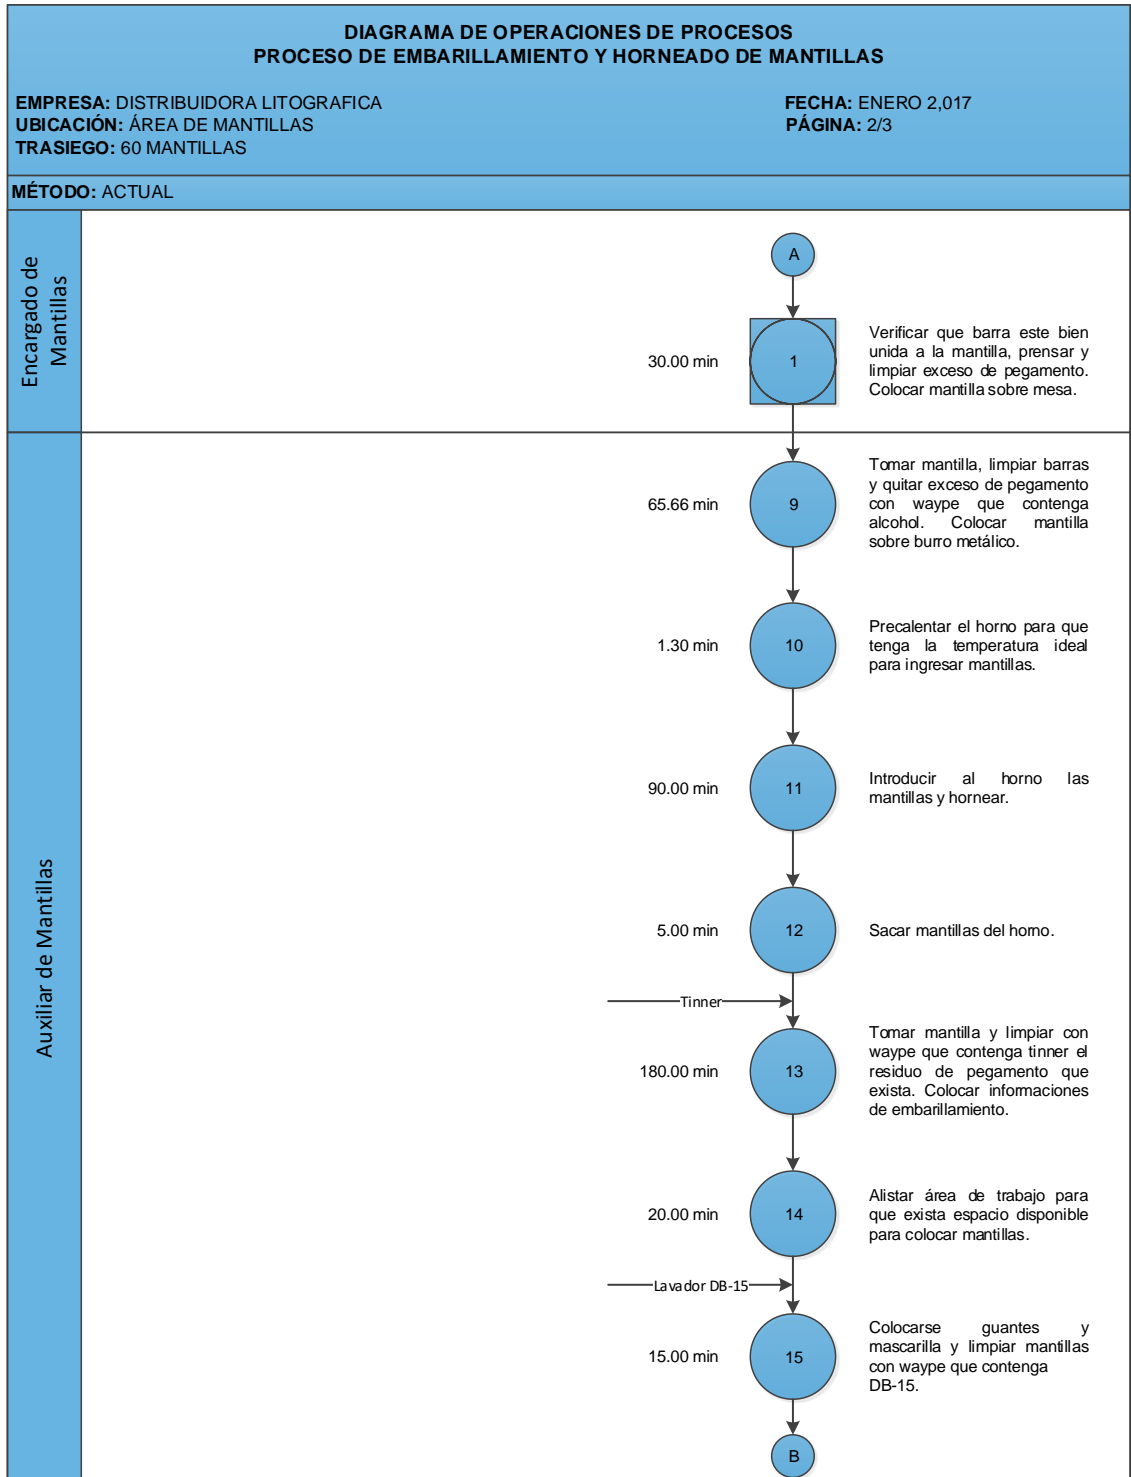 DIAGRAMA DE OPERACIONES DE PROCESOS
PROCESO DE EMBARILLAMIENTO Y HORNEADO DE MANTILLAS
EMPRESA: DISTRIBUIDORA LITOGRAFICA
FECHA: ENERO 2,017
UBICACIÓN: ÁREA DE MANTILLAS
PÁGINA: 2/3
TRASIEGO: 60 MANTILLAS
MÉTODO: ACTUAL
Encargado de
Mantillas
A
30.00 min
1
Verificar que barra este bien
unida a la mantilla, prensar y
limpiar exceso de pegamento.
Colocar mantilla sobre mesa.
Auxiliar de Mantillas
65.66 min
9
Tomar mantilla, limpiar barras
y quitar exceso de pegamento
con waype que contenga
alcohol. Colocar mantilla
sobre burro metálico.
1.30 min
10
Precalentar el horno para que
tenga la temperatura ideal
para ingresar mantillas.
90.00 min
11
Introducir al horno las
mantillas y hornear.
5.00 min
12
Sacar mantillas del horno.
Tinner
180.00 min
13
Tomar mantilla y limpiar con
waype que contenga tinner el
residuo de pegamento que
exista. Colocar informaciones
de embarillamiento.
20.00 min
14
Alistar área de trabajo para
que exista espacio disponible
para colocar mantillas.
Lavador DB-15
15.00 min
15
Colocarse guantes y
mascarilla y limpiar mantillas
con waype que contenga
DB-15.
B